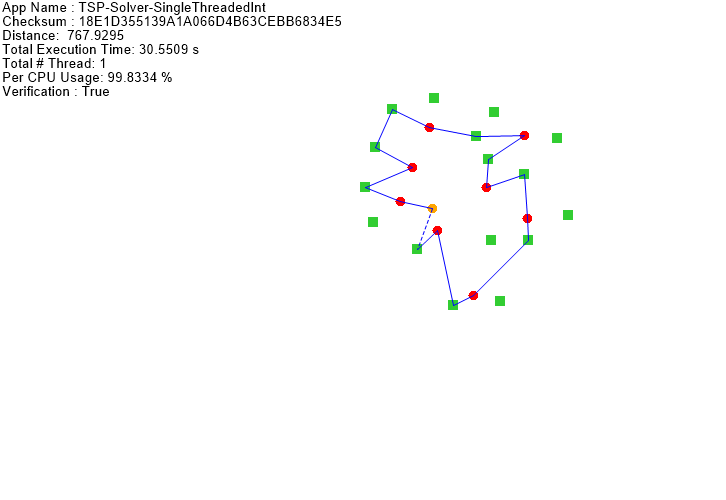 App Name : TSP-Solver-SingleThreadedInt
Checksum : 18E1D355139A1A066D4B63CEBB6834E5
Distance:  767.9295
Total Execution Time: 30.5509 s
Total # Thread: 1
Per CPU Usage: 99.8334 %
Verification : True